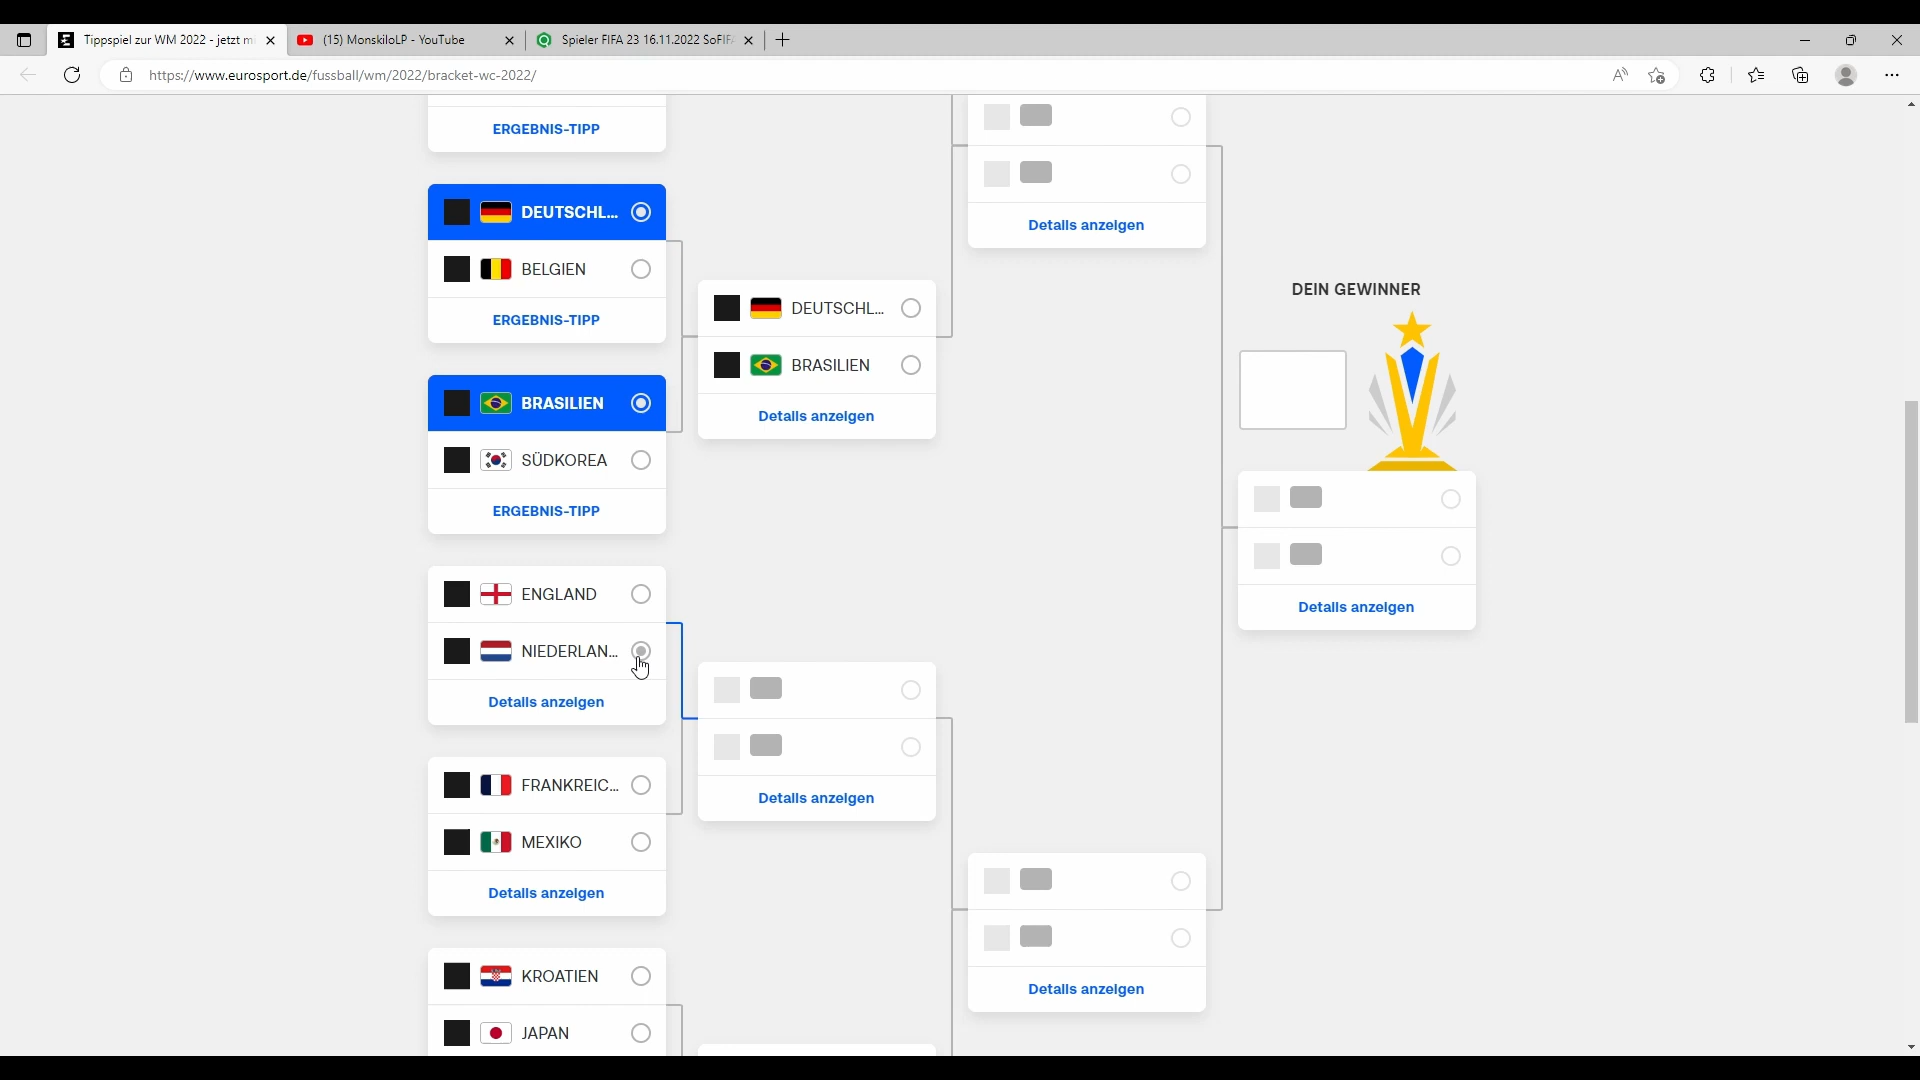 Tippspiel zur WM 2022 - jetzt m
(15) MonskiloLP - YouTube
Spieler FIFA 23 16.11.2022 SoFIF
https://www.eurosport.de/fussball/wm/2022/bracket-wc-2022/
ERGEBNIS-TIPP
DEUTSCHL...
BELGIEN
ERGEBNIS-TIPP
BRASILIEN
SÜDKOREA
ERGEBNIS-TIPP
ENGLAND
NIEDERLAN...
Details anzeigen
FRANKREIC...
MEXIKO
Details anzeigen
KROATIEN
JAPAN
DEUTSCHL...
BRASILIEN
Details anzeigen
Details anzeigen
Details anzeigen
Details anzeigen
DEIN GEWINNER
Details anzeigen